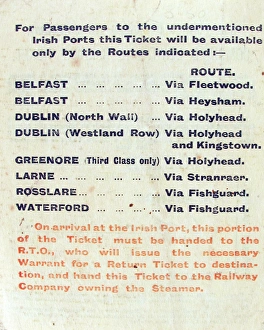 For Passengers to the undermentioned
Irish Ports this Ticket will be available
only by the Routes indicated :—
ROUTE.
BELFAST ... ... ... ... Via Fleetwood.
BELFAST ... ... ... ... Via Heysham.
DUBLIN (North Wall) ... Via Holyhead.
DUBLIN (Westland Row) Via Holyhead
and Kingstown.
GREENORE (Third Class only) Via Holyhead.
LARNE ... ... ... ... Via Stranraer.
ROSSLARE ... ... ... Via Fishguard.
WATERFORD ... ... ... Via Fishguard.
On arrival at the Irish Port, this portion
of the Ticket must be handed to the
R.T.O., who will issue the necessary
Warrant for a Return Ticket to destina-
tion, and hand this Ticket to the Railway
Company owning the Steamer.